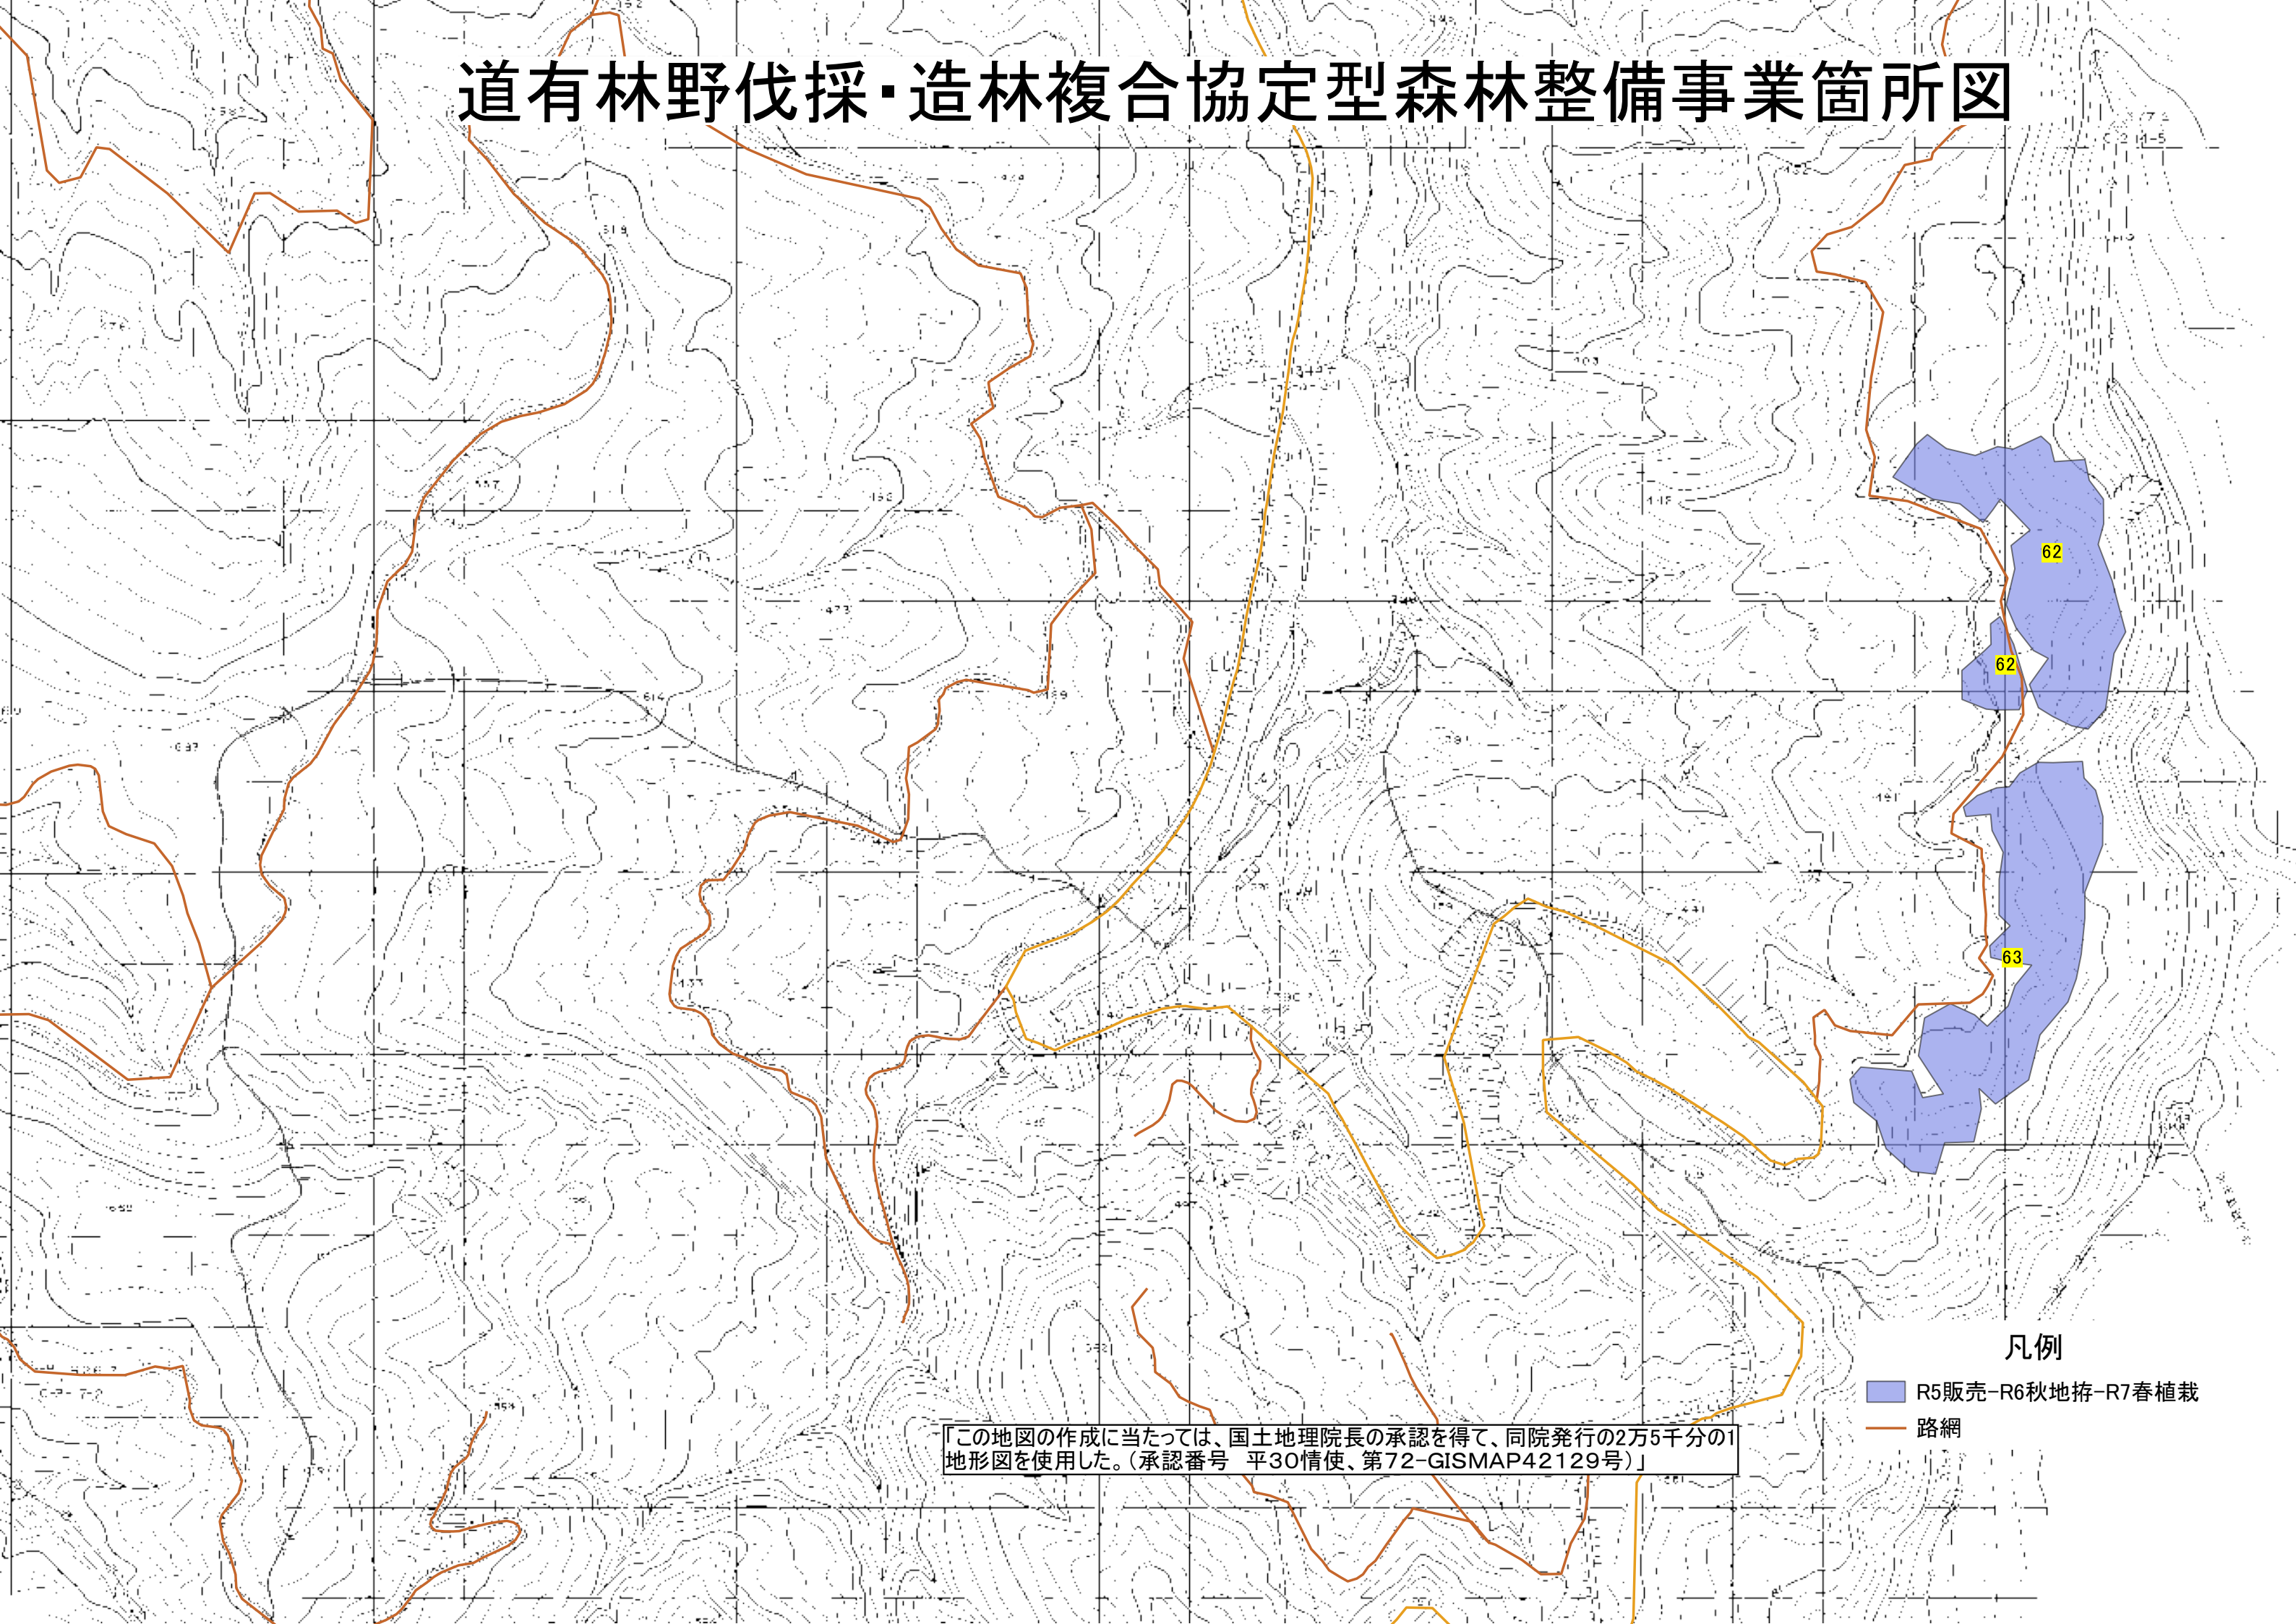 道有林野伐採・造林複合協定型森林整備事業箇所図
62
62
63
473
凡例
R5販売-R6秋地拵-R7春植栽
路網
「この地図の作成に当たっては、国土地理院長の承認を得て、同院発行の2万5千分の1
地形図を使用した。（承認番号　平30情使、第72-GISMAP42129号）」